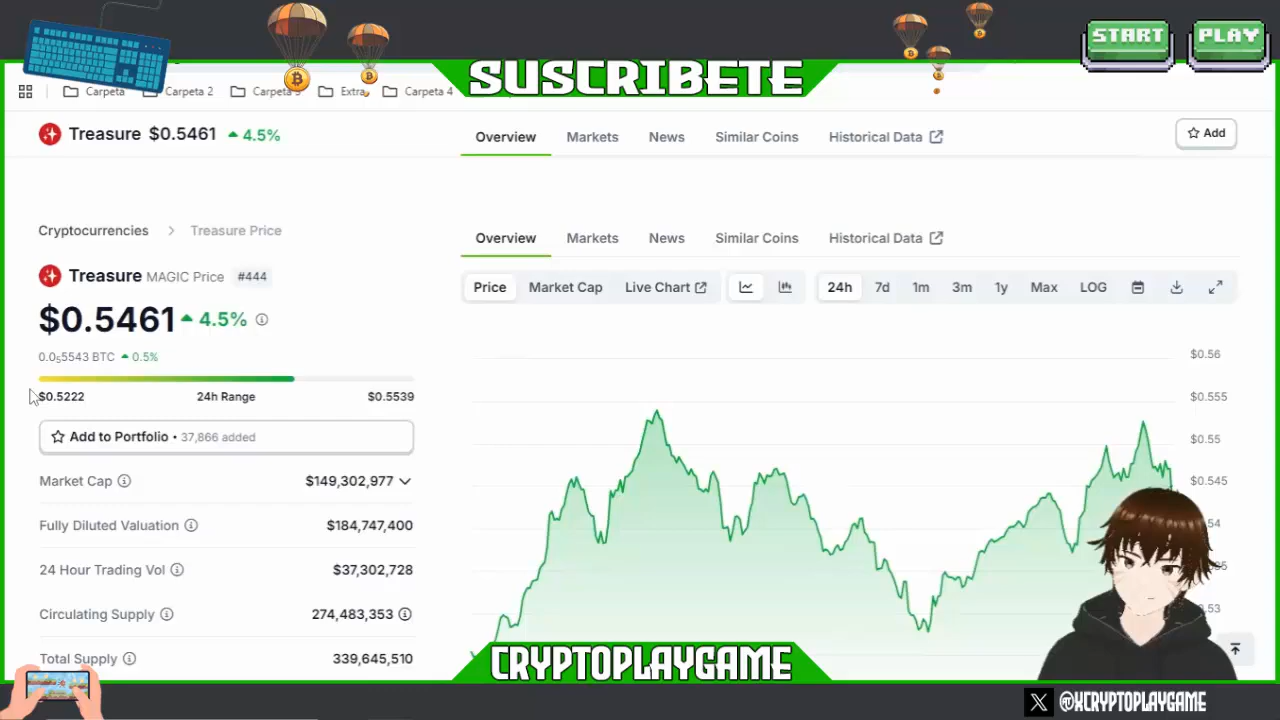 START PLAY
SUSCRIBETE
Carpeta Carpeta 2 Carpeta 3 Extra Carpeta 4
Treasure $0.5461 4.5%
Overview Markets News Similar Coins Historical Data
Add
Cryptocurrencies > Treasure Price
Overview Markets News Similar Coins Historical Data
Treasure MAGIC Price #444
Price Market Cap Live Chart 24h 7d 1m 3m 1y Max LOG
$0.5461 4.5%
0.0₅5543 BTC 0.5%
$0.5222 24h Range $0.5539
Add to Portfolio • 37,866 added
Market Cap $149,302,977
Fully Diluted Valuation $184,747,400
24 Hour Trading Vol $37,302,728
Circulating Supply 274,483,353
Total Supply 339,645,510
$0.56
$0.555
$0.55
$0.545
.54
.53
CRYPTOPLAYGAME
X @XCRYPTOPLAYGAME